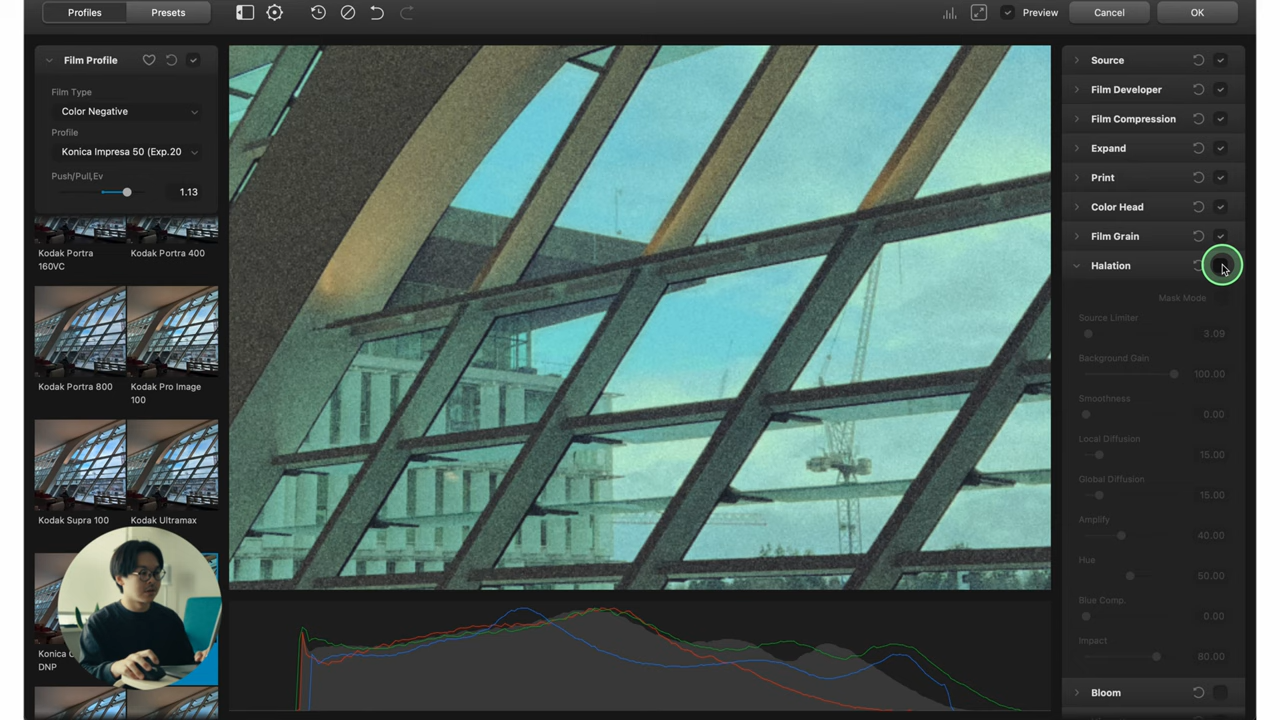 Profiles
Presets
Preview
Cancel
OK
Film Profile
Film Type
Color Negative
Profile
Konica Impresa 50 (Exp.20
Push/Pull,Ev
1.13
Kodak Portra
160VC
Kodak Portra 400
Kodak Portra 800
Kodak Pro Image
100
Kodak Supra 100
Kodak Ultramax
Konica
DNP
Source
Film Developer
Film Compression
Expand
Print
Color Head
Film Grain
Halation
Mask Mode
Source Limiter
3.09
Background Gain
100.00
Smoothness
0.00
Local Diffusion
15.00
Global Diffusion
15.00
Amplify
40.00
Hue
50.00
Blue Comp.
0.00
Impact
80.00
Bloom